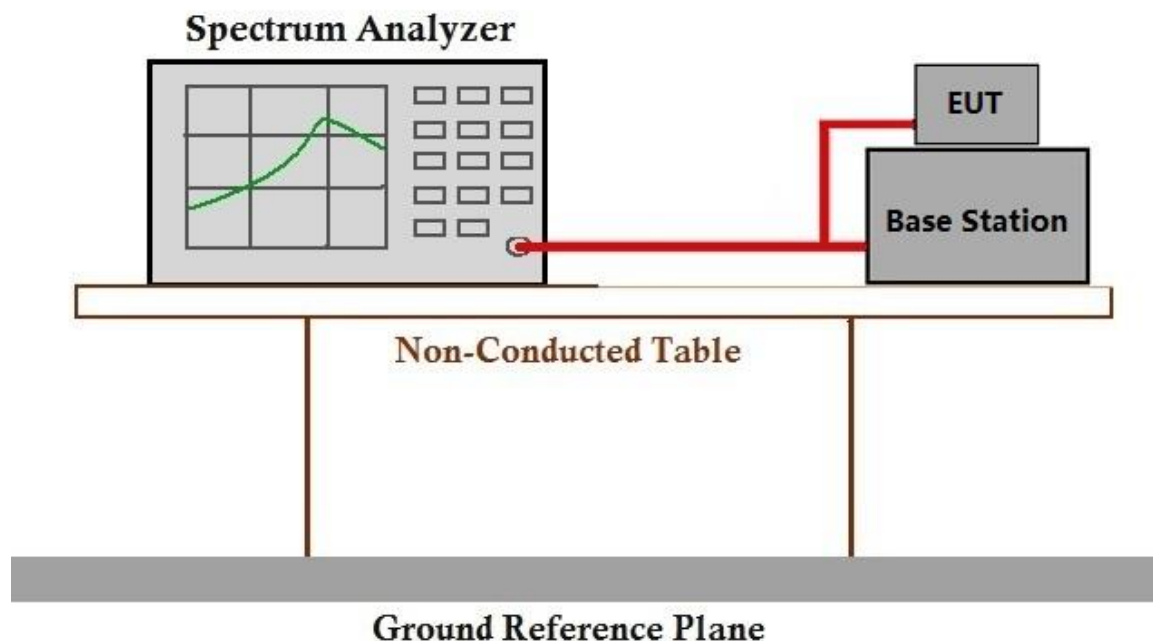 Spectrum Analyzer
EUT
Base Station
Non-Conducted Table
Ground Reference Plane